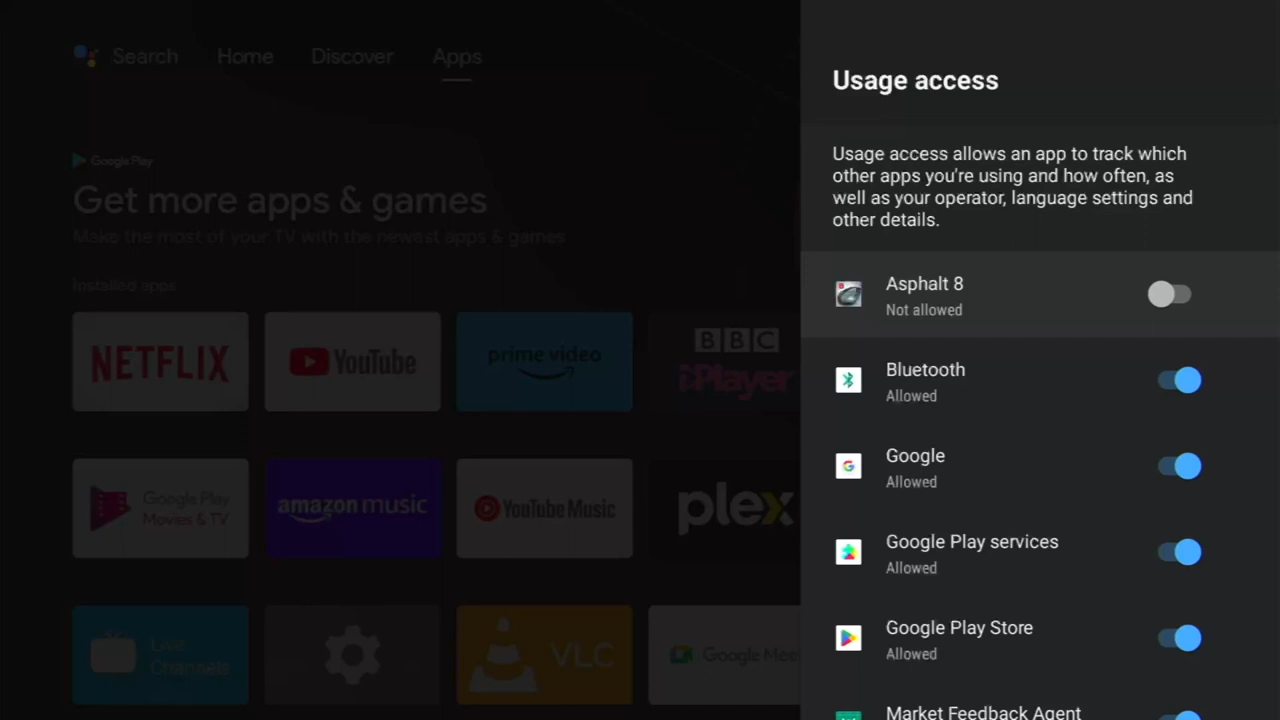 Search Home Discover Apps
Google Play
Get more apps & games
Make the most of your TV with the newest apps & games
Installed apps
NETFLIX
YouTube
prime video
BBC
iPlayer
Google Play
Movies & TV
amazon music
YouTube Music
plex
Live
Channels
VLC
Google Mee
Usage access
Usage access allows an app to track which
other apps you're using and how often, as
well as your operator, language settings and
other details.
Asphalt 8
Not allowed
Bluetooth
Allowed
Google
Allowed
Google Play services
Allowed
Google Play Store
Allowed
Market Feedback Agent